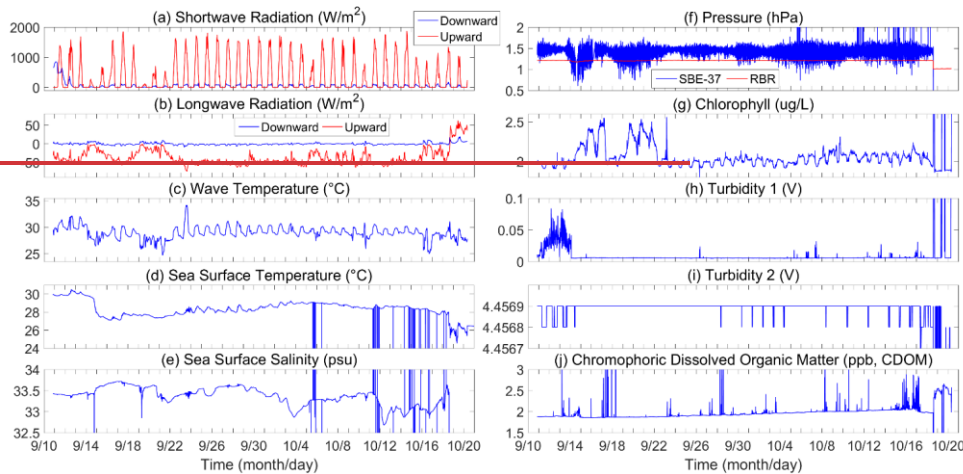 (a) Shortwave Radiation (W/m²)
Downward
Upward
2000
1000
0
(b) Longwave Radiation (W/m²)
Downward
Upward
50
0
-50
(c) Wave Temperature (°C)
35
30
25
(d) Sea Surface Temperature (°C)
30
28
26
24
(e) Sea Surface Salinity (psu)
34
33.5
33
32.5
9/10 9/14 9/18 9/22 9/26 9/30 10/4 10/8 10/12 10/16 10/20
Time (month/day)
(f) Pressure (hPa)
2
1.5
1
0.5
SBE-37
RBR
(g) Chlorophyll (ug/L)
2.5
2
(h) Turbidity 1 (V)
0.1
0.05
0
(i) Turbidity 2 (V)
4.4569
4.4568
4.4567
(j) Chromophoric Dissolved Organic Matter (ppb, CDOM)
3
2.5
2
1.5
9/10 9/14 9/18 9/22 9/26 9/30 10/4 10/8 10/12 10/16 10/20
Time (month/day)